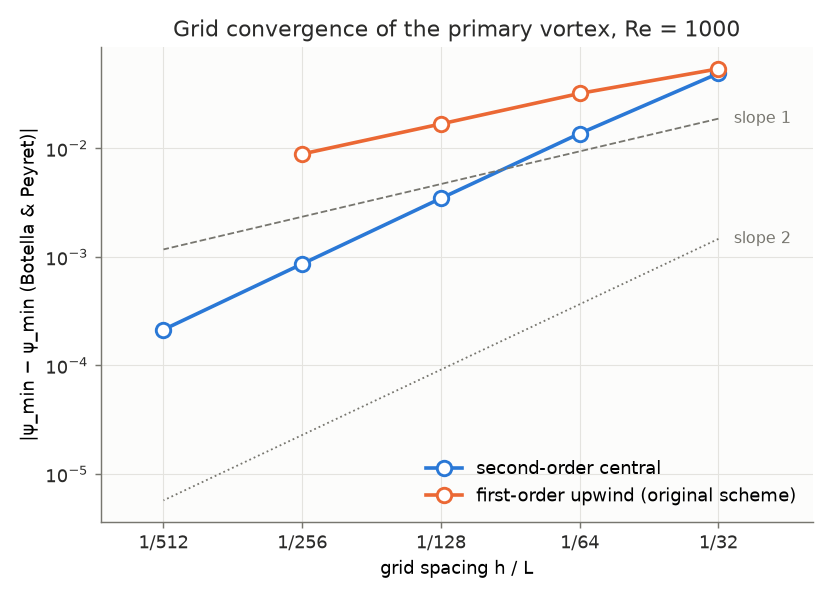 Grid convergence of the primary vortex, Re = 1000
|ψ_min − ψ_min (Botella & Peyret)|
10⁻²
10⁻³
10⁻⁴
10⁻⁵
slope 1
slope 2
second-order central
first-order upwind (original scheme)
1/512 1/256 1/128 1/64 1/32
grid spacing h / L